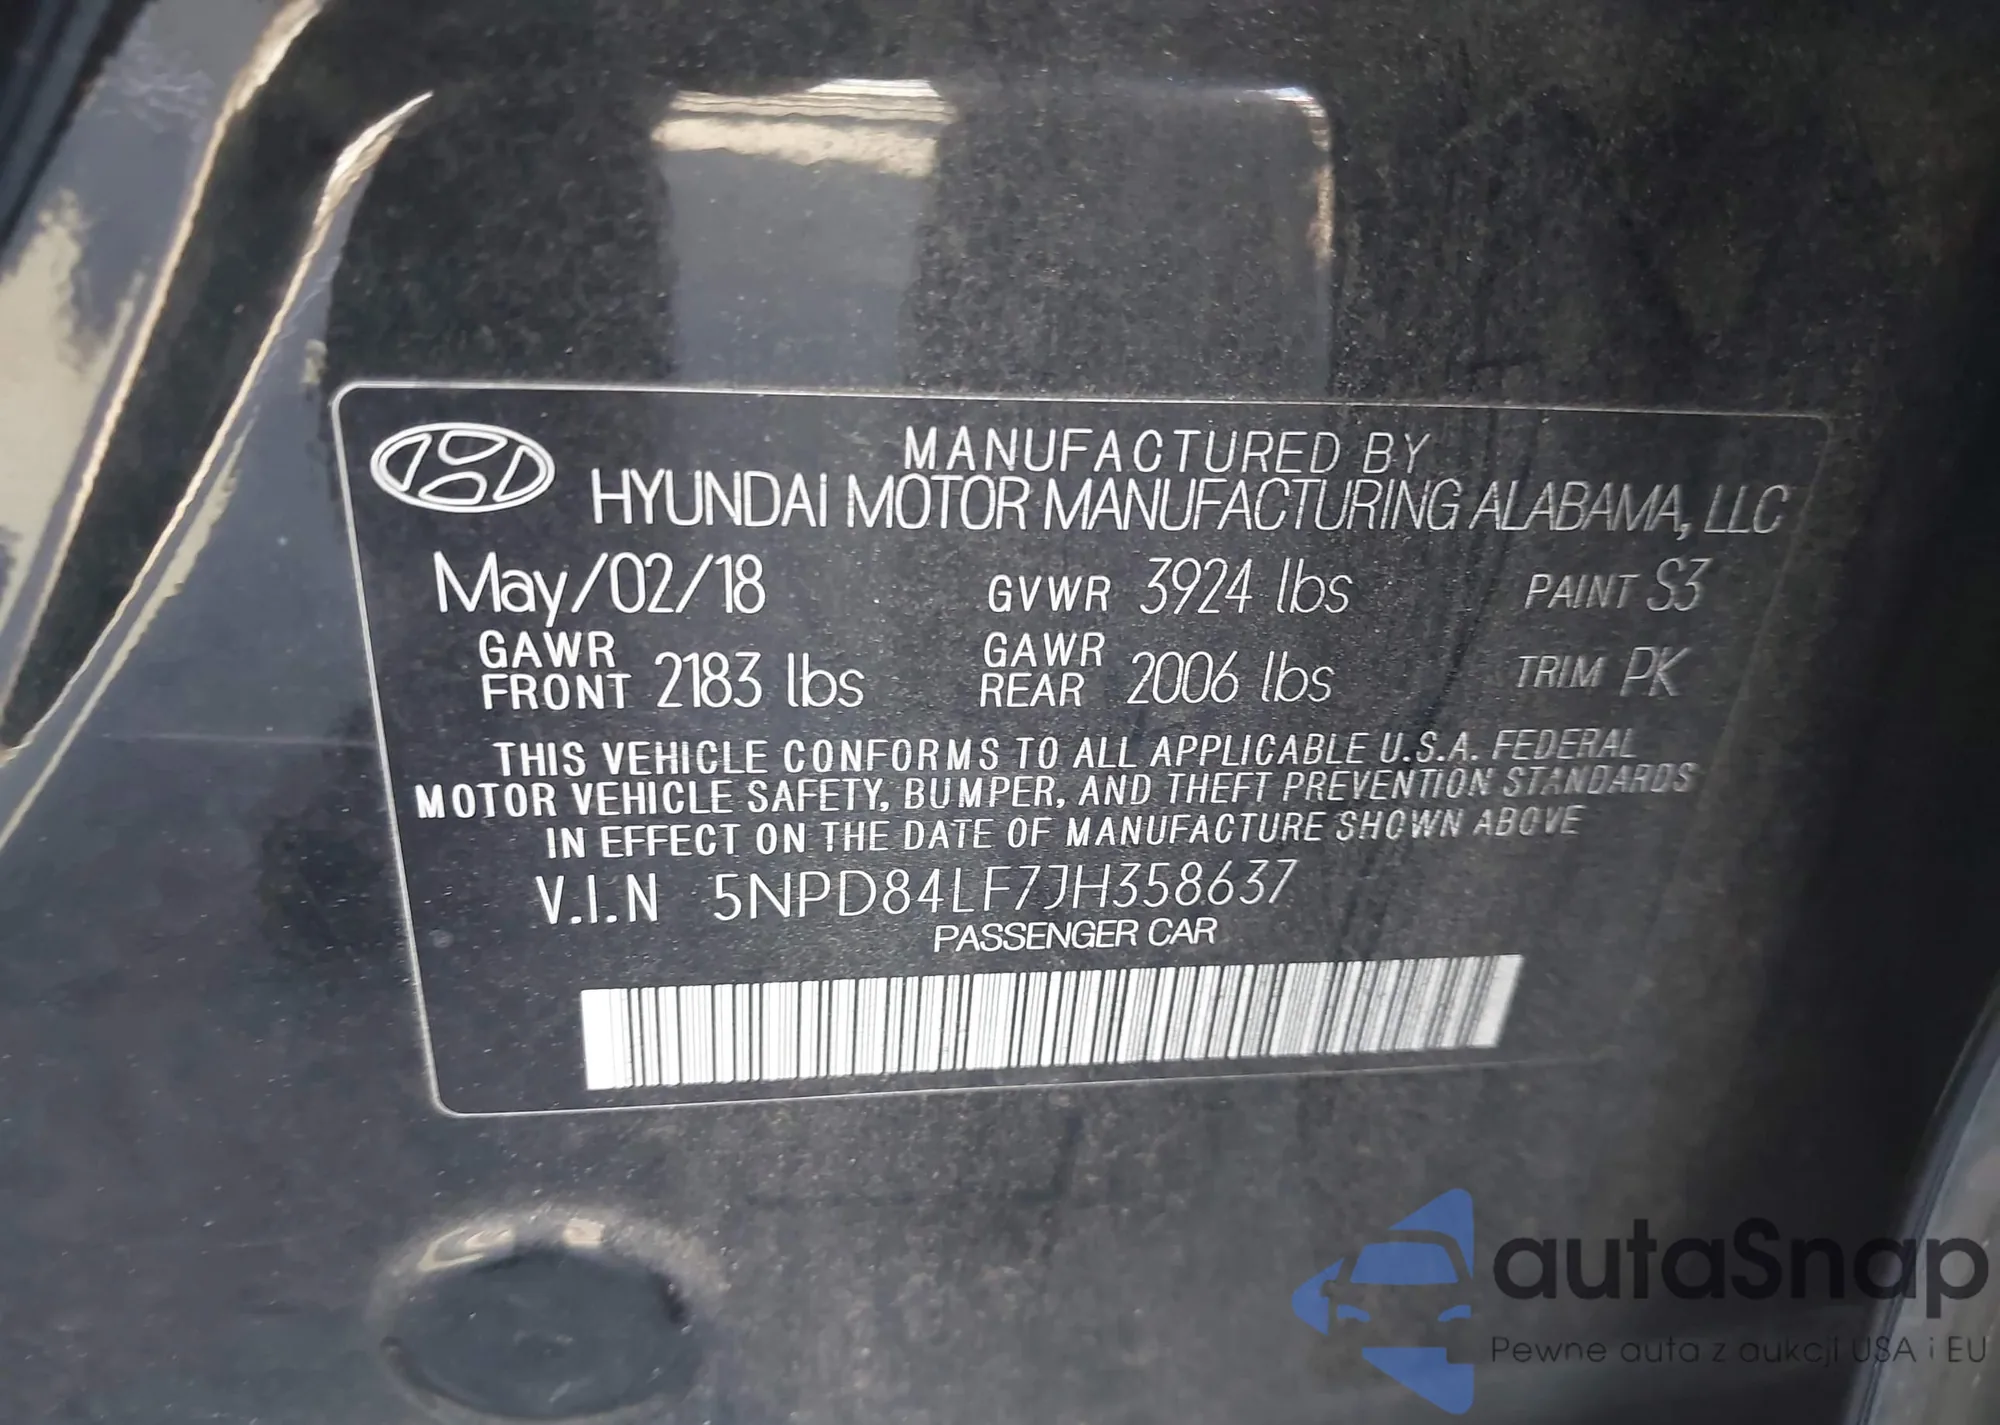 MANUFACTURED BY
HYUNDAI MOTOR MANUFACTURING ALABAMA, LLC
May/02/18 GVWR 3924 lbs PAINT S3
GAWR FRONT 2183 lbs GAWR REAR 2006 lbs TRIM PK
THIS VEHICLE CONFORMS TO ALL APPLICABLE U.S.A. FEDERAL
MOTOR VEHICLE SAFETY, BUMPER, AND THEFT PREVENTION STANDARDS
IN EFFECT ON THE DATE OF MANUFACTURE SHOWN ABOVE
V.I.N 5NPD84LF7JH358637
PASSENGER CAR
autaSnap
Pewne auta z aukcji USA i EU